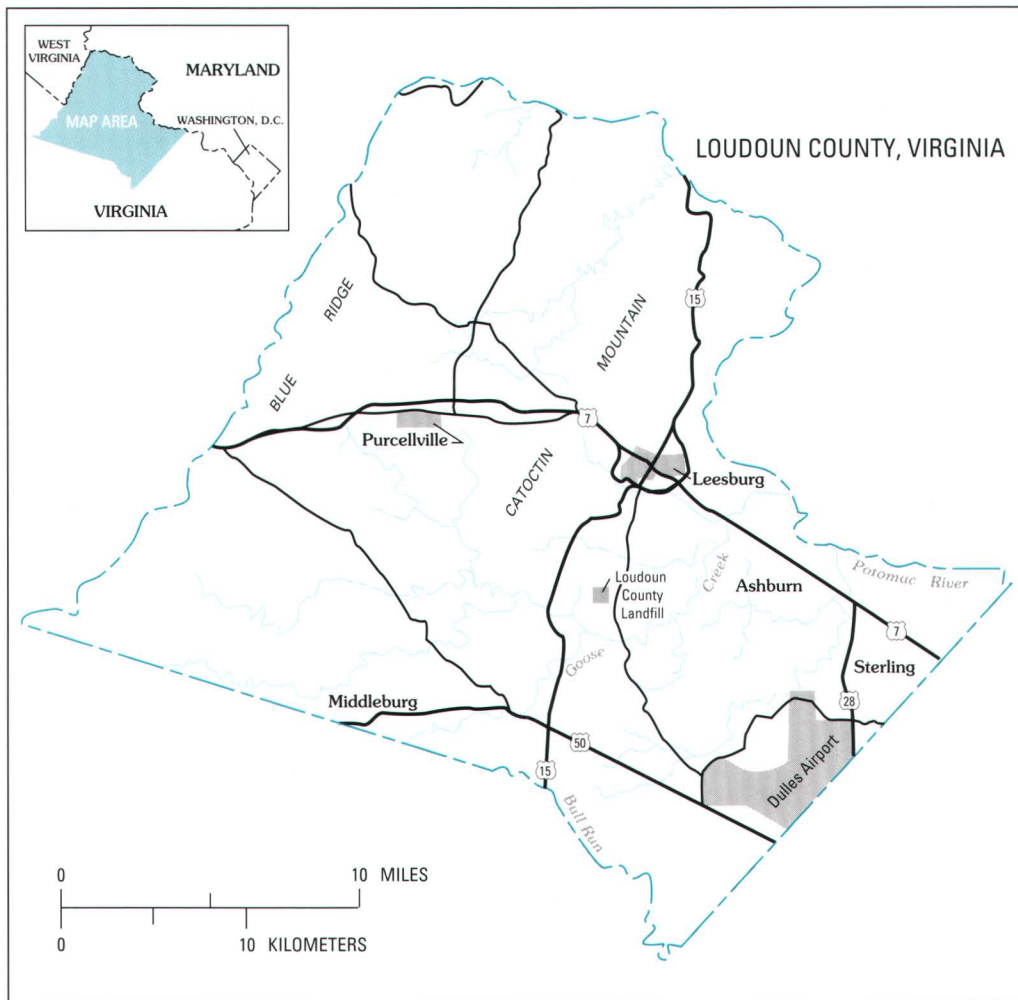 WEST
VIRGINIA
MARYLAND
MAP AREA
WASHINGTON, D.C.
VIRGINIA
LOUDOUN COUNTY, VIRGINIA
15
RIDGE
MOUNTAIN
BLUE
7
Purcellville
CATOCTIN
Leesburg
Loudoun
County
Landfill
Creek
Ashburn
Potomac River
7
Goose
Sterling
Middleburg
28
50
Dulles Airport
15
Bull Run
0 10 MILES
0 10 KILOMETERS